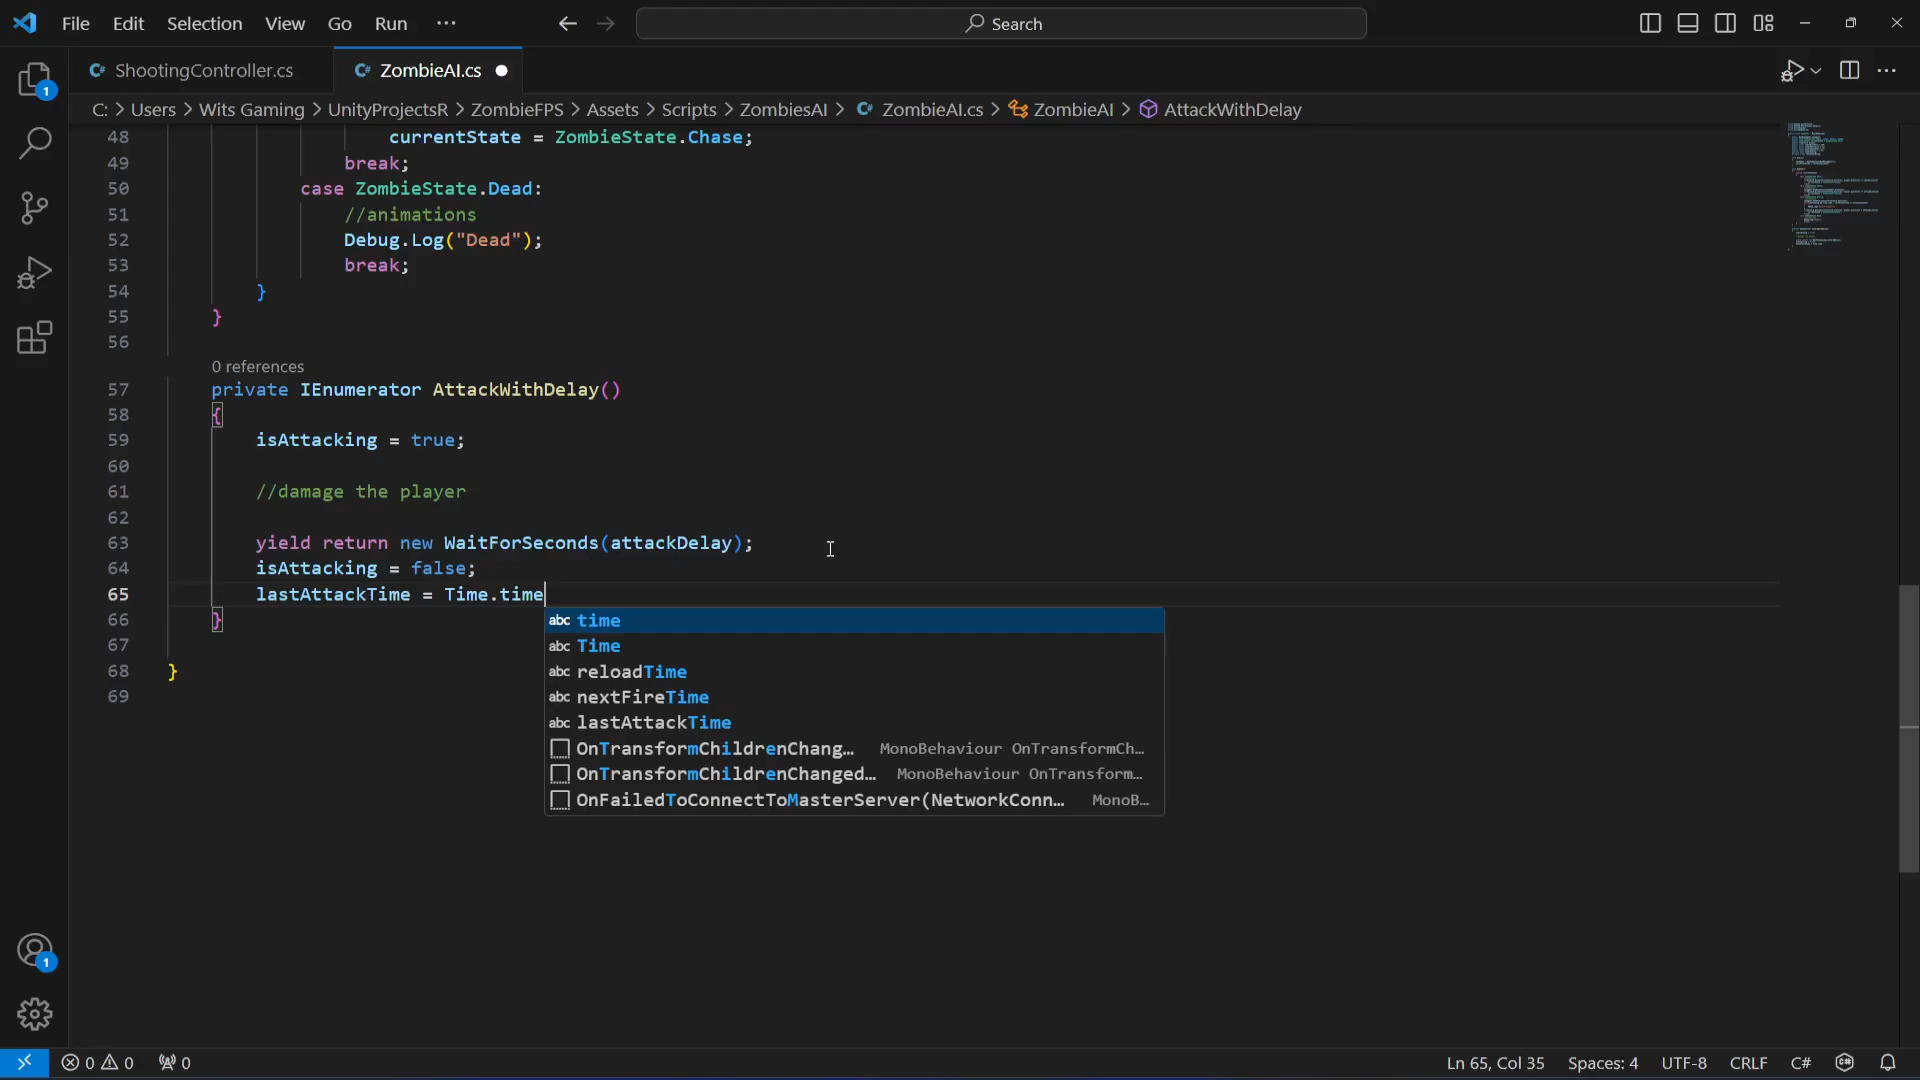 File Edit Selection View Go Run ··· Search
ShootingController.cs ZombieAI.cs
C: > Users > Wits Gaming > UnityProjectsR > ZombieFPS > Assets > Scripts > ZombiesAI > ZombieAI.cs > ZombieAI > AttackWithDelay
48 currentState = ZombieState.Chase;
49 break;
50 case ZombieState.Dead:
51 //animations
52 Debug.Log("Dead");
53 break;
54 }
55 }
56
0 references
57 private IEnumerator AttackWithDelay()
58 {
59 isAttacking = true;
60
61 //damage the player
62
63 yield return new WaitForSeconds(attackDelay);
64 isAttacking = false;
65 lastAttackTime = Time.time
66 }
67
68 }
69
abc time
abc Time
abc reloadTime
abc nextFireTime
abc lastAttackTime
OnTransformChildrenChang… MonoBehaviour OnTransformCh…
OnTransformChildrenChanged… MonoBehaviour OnTransform…
OnFailedToConnectToMasterServer(NetworkConn… MonoB…
1
1
0 0 0 Ln 65, Col 35 Spaces: 4 UTF-8 CRLF C#